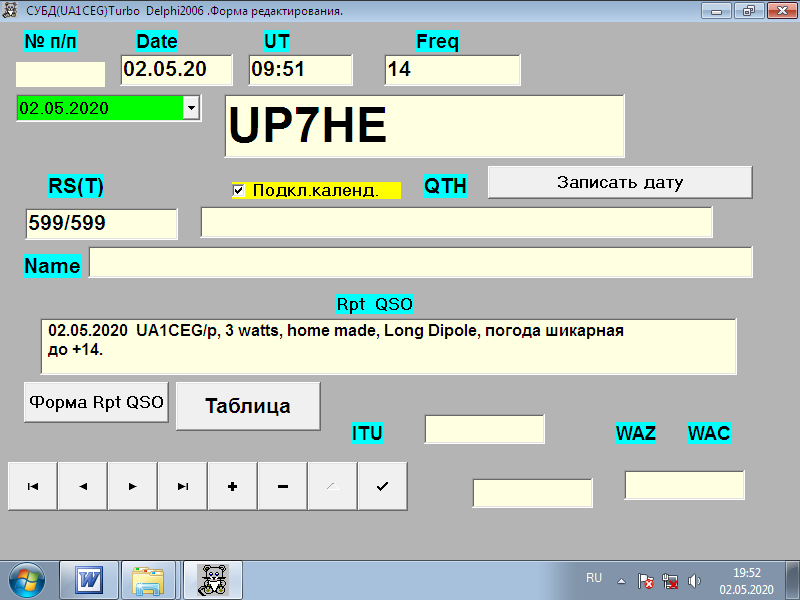 СУБД(UA1CEG)Turbo Delphi2006 .Форма редактирования.
№ п/п Date UT Freq
02.05.20 09:51 14
02.05.2020
UP7HE
RS(T) Подкл.календ. QTH Записать дату
599/599
Name
Rpt QSO
02.05.2020 UA1CEG/p, 3 watts, home made, Long Dipole, погода шикарная
до +14.
Форма Rpt QSO Таблица
ITU WAZ WAC
RU 19:52
02.05.2020